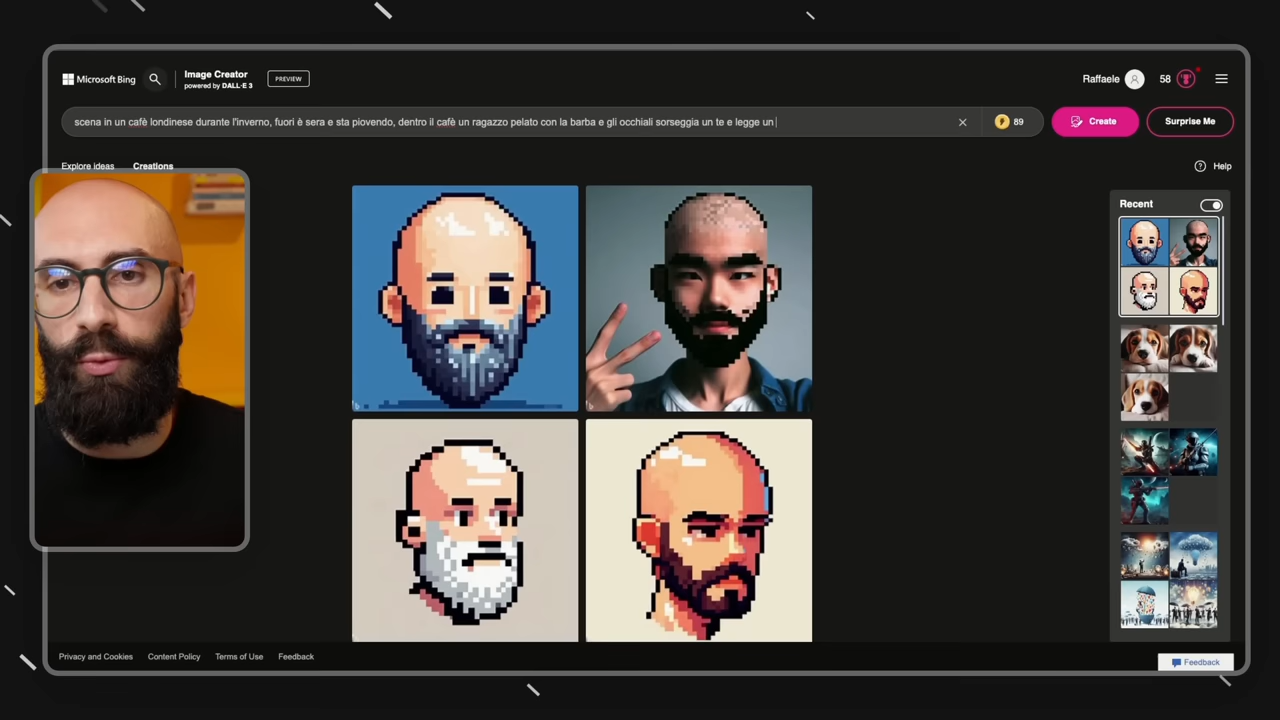 Microsoft Bing
Image Creator
powered by DALL·E 3
PREVIEW
Raffaele
58
scena in un cafè londinese durante l'inverno, fuori è sera e sta piovendo, dentro il cafè un ragazzo pelato con la barba e gli occhiali sorseggia un te e legge un
89
Create
Surprise Me
Explore ideas
Creations
Help
Recent
Privacy and Cookies
Content Policy
Terms of Use
Feedback
Feedback